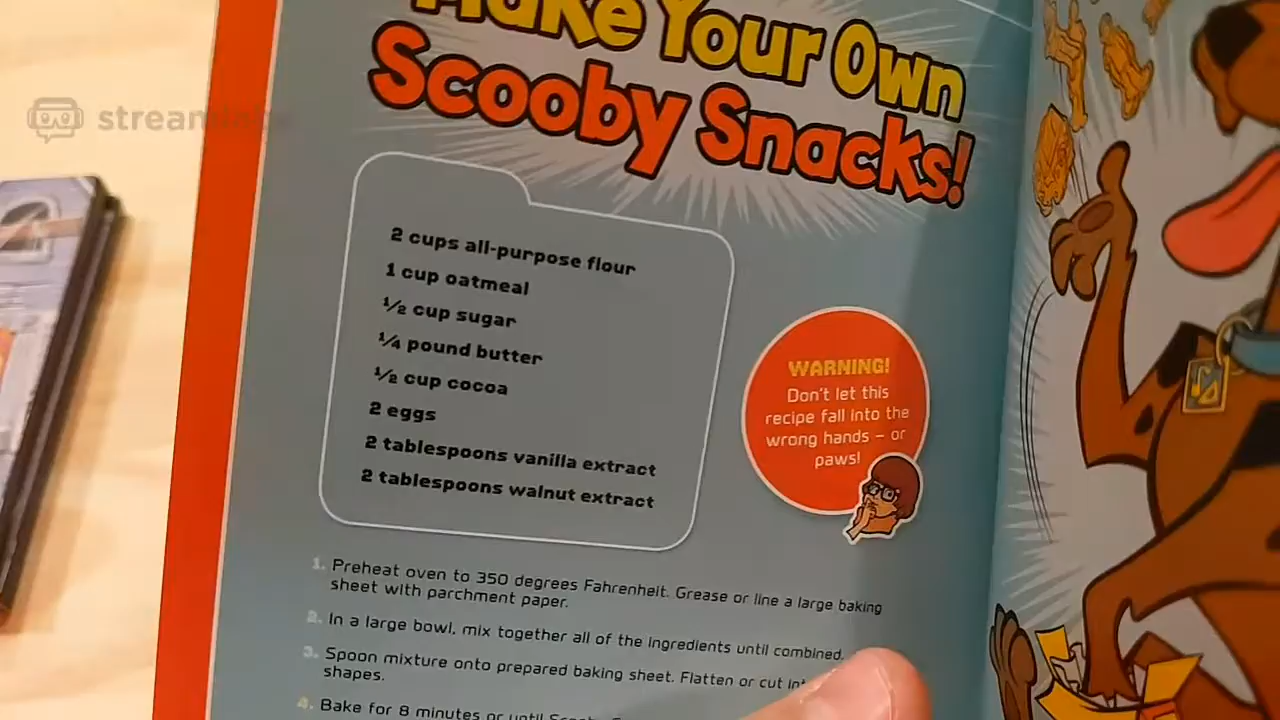 Make Your Own
Scooby Snacks!
2 cups all-purpose flour
1 cup oatmeal
½ cup sugar
¼ pound butter
½ cup cocoa
2 eggs
2 tablespoons vanilla extract
2 tablespoons walnut extract
WARNING!
Don't let this
recipe fall into the
wrong hands – or
paws!
1. Preheat oven to 350 degrees Fahrenheit. Grease or line a large baking
sheet with parchment paper.
2. In a large bowl, mix together all of the ingredients until combined.
3. Spoon mixture onto prepared baking sheet. Flatten or cut
shapes.
4. Bake for 8 minutes or until
streamlabs
SD